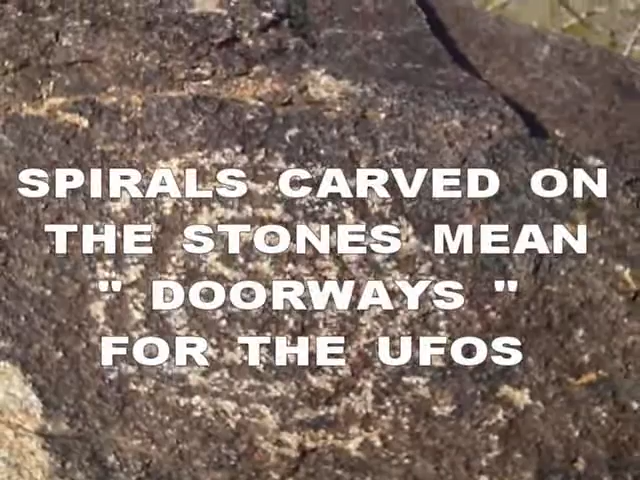 SPIRALS CARVED ON
THE STONES MEAN
" DOORWAYS "
FOR THE UFOS